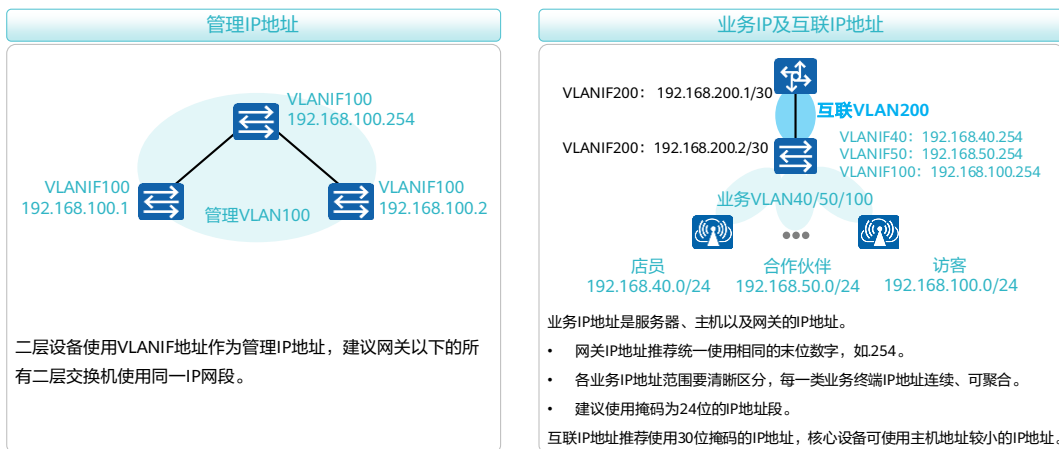 管理IP地址
VLANIF100
192.168.100.254
VLANIF100
192.168.100.1
VLANIF100
192.168.100.2
管理VLAN100
二层设备使用VLANIF地址作为管理IP地址，建议网关以下的所
有二层交换机使用同一IP网段。
业务IP及互联IP地址
VLANIF200： 192.168.200.1/30
互联VLAN200
VLANIF200：192.168.200.2/30
VLANIF40：192.168.40.254
VLANIF50：192.168.50.254
VLANIF100：192.168.100.254
业务VLAN40/50/100
店员
192.168.40.0/24
合作伙伴
192.168.50.0/24
访客
192.168.100.0/24
业务IP地址是服务器、主机以及网关的IP地址。
• 网关IP地址推荐统一使用相同的末位数字，如.254。
• 各业务IP地址范围要清晰区分，每一类业务终端IP地址连续、可聚合。
• 建议使用掩码为24位的IP地址段。
互联IP地址推荐使用30位掩码的IP地址，核心设备可使用主机地址较小的IP地址。